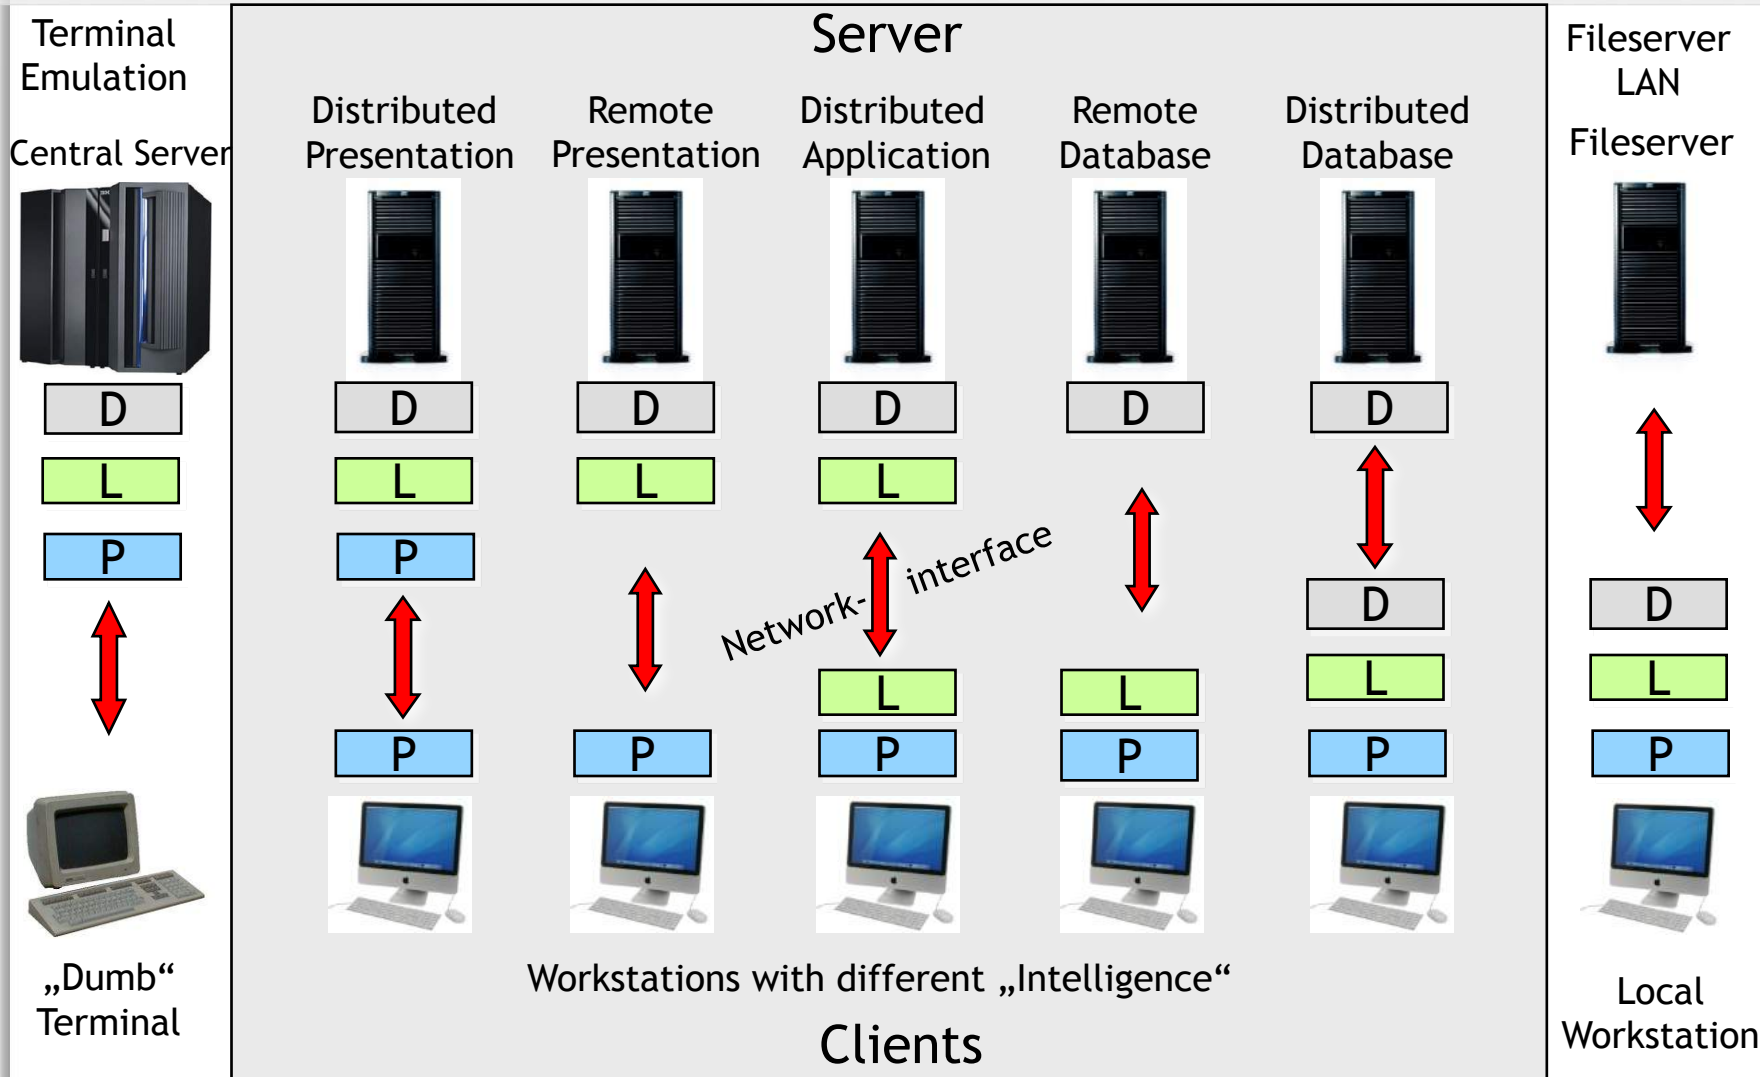 Terminal
Emulation
Central Server
D
L
P
„Dumb“
Terminal
Server
Distributed
Presentation
Remote
Presentation
Distributed
Application
Remote
Database
Distributed
Database
D
D
D
D
D
L
L
L
P
Network-
interface
D
L
L
L
P
P
P
P
P
Workstations with different „Intelligence“
Clients
Fileserver
LAN
Fileserver
D
L
P
Local
Workstation